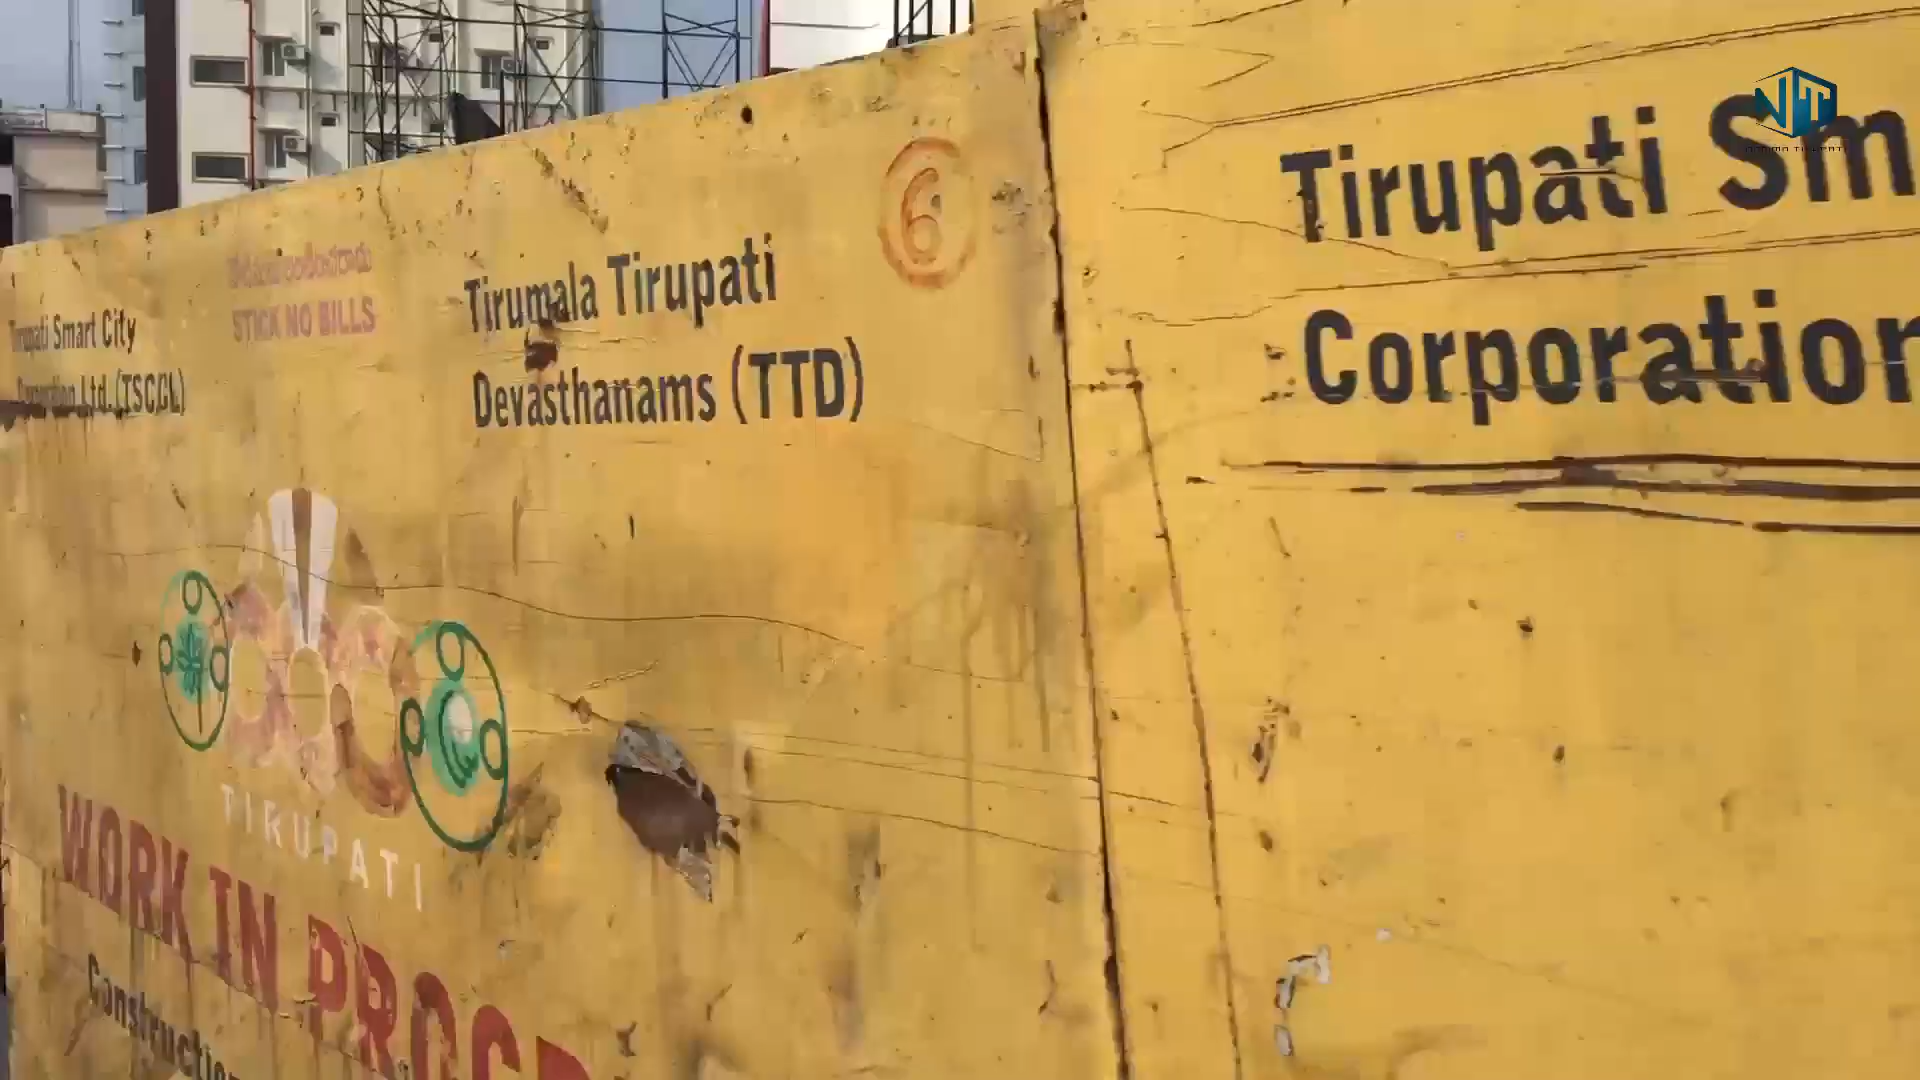 Tirupati Smart City
Corporation Ltd.(TSCCL)
STICK NO BILLS
Tirumala Tirupati
Devasthanams (TTD)
6
TIRUPATI
WORK IN PROGR
Construction
Tirupati Sm
Corporation
VT